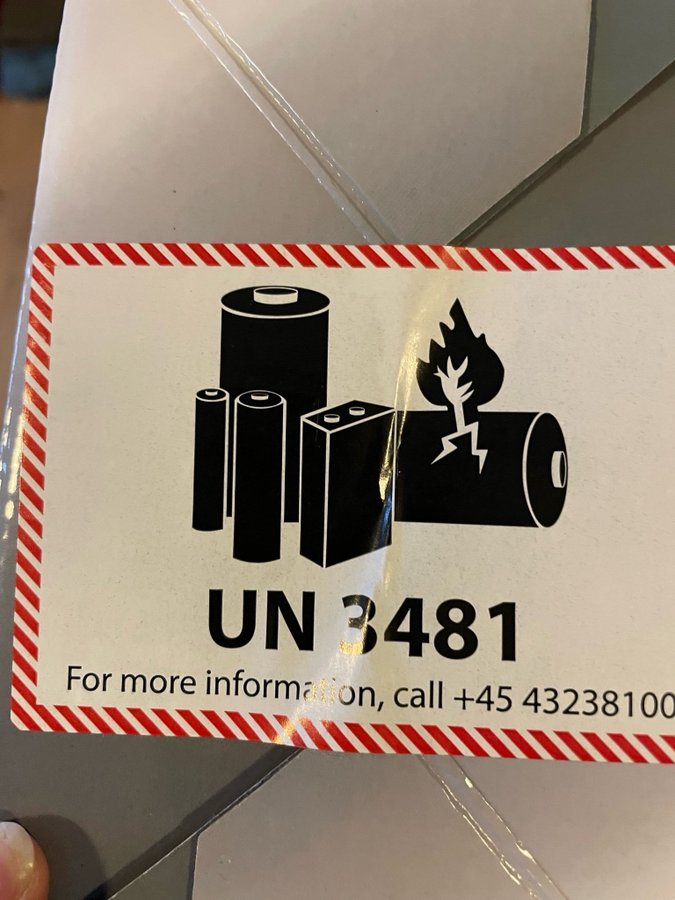 UN 3481
For more information, call +45 43238100